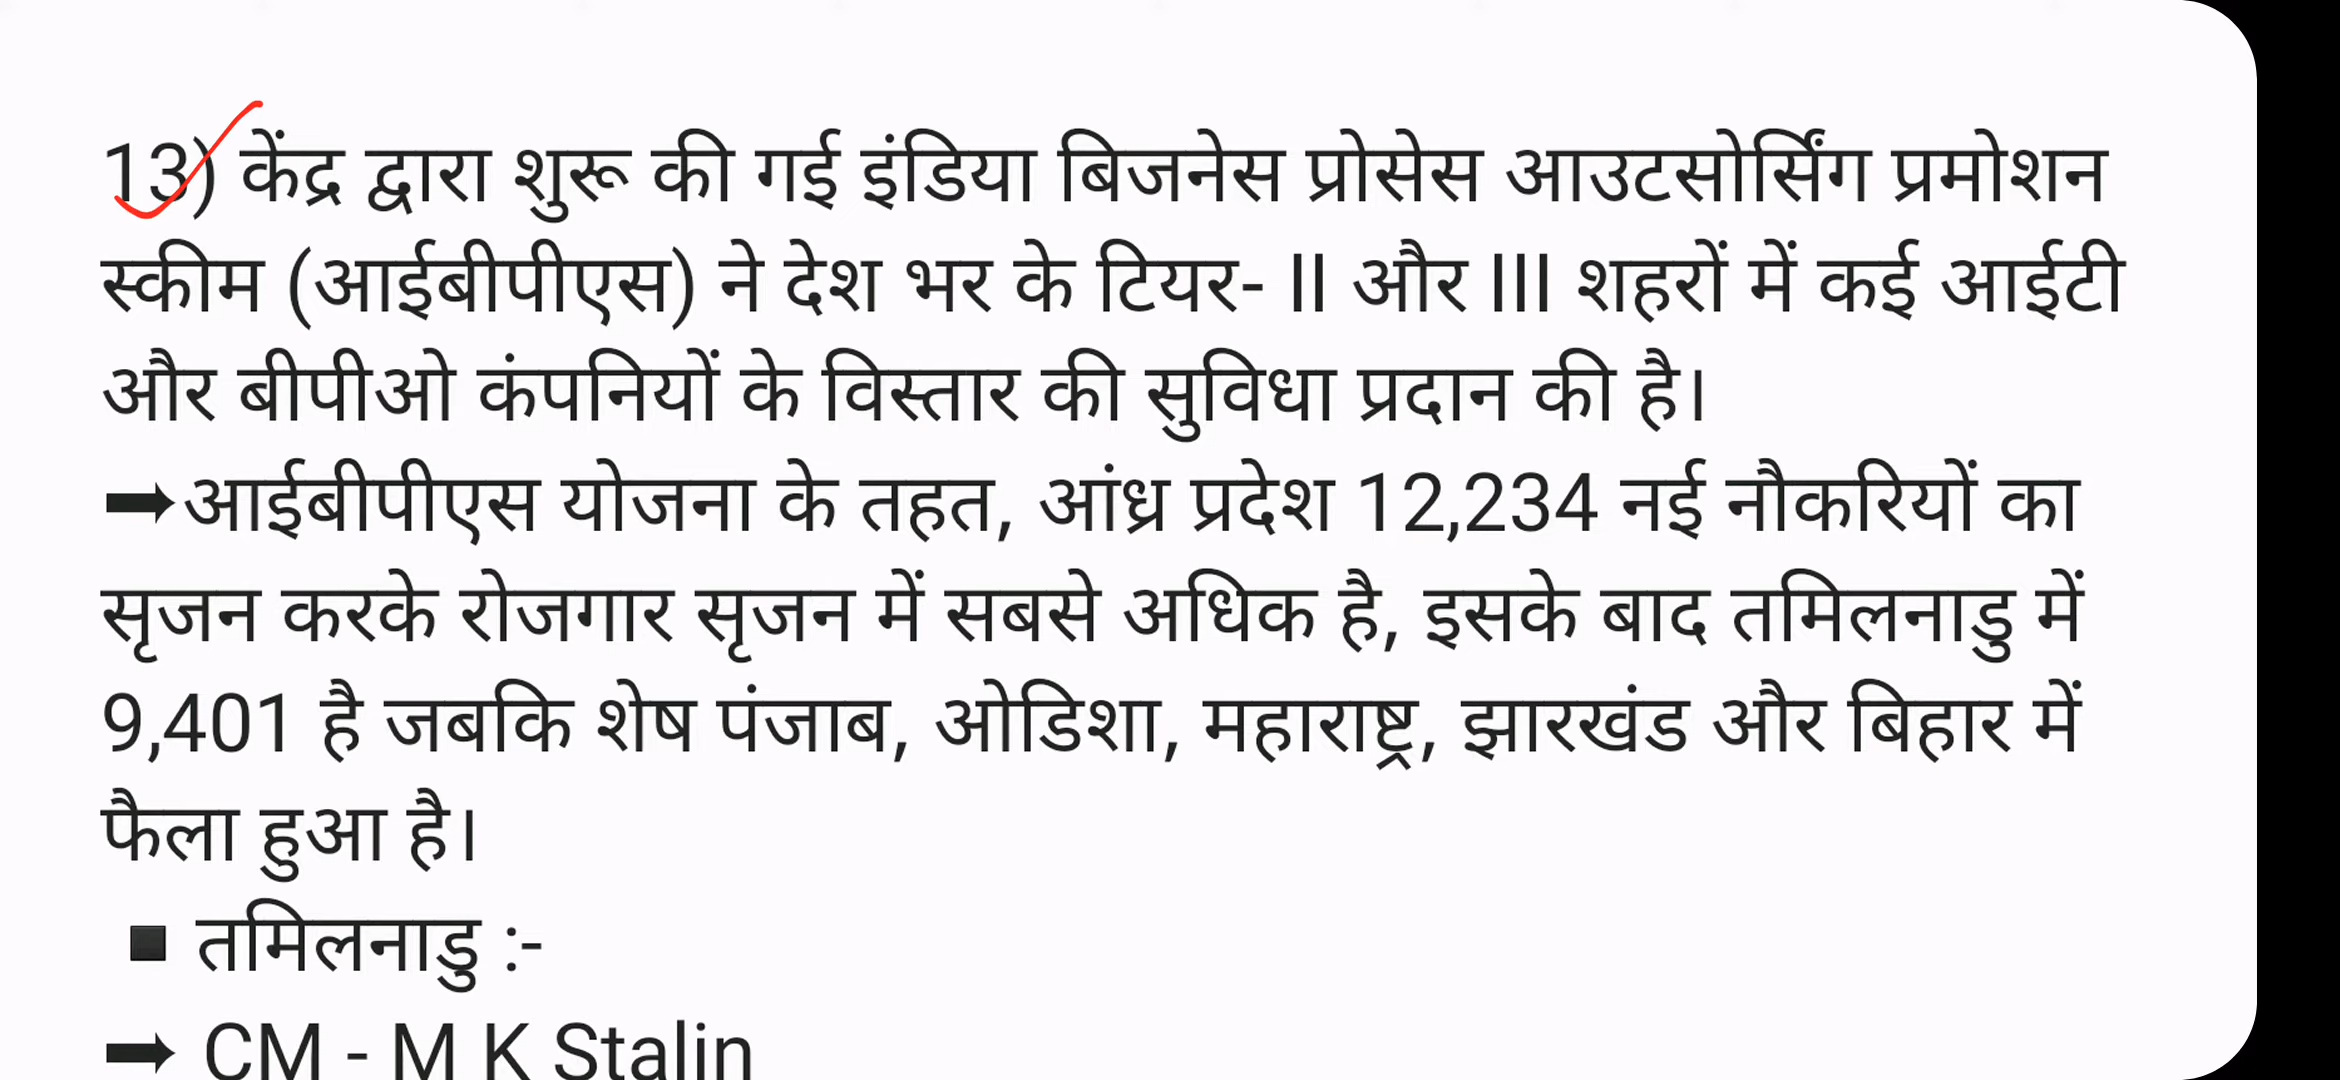 13) केंद्र द्वारा शुरू की गई इंडिया बिजनेस प्रोसेस आउटसोर्सिंग प्रमोशन
स्कीम (आईबीपीएस) ने देश भर के टियर- II और III शहरों में कई आईटी
और बीपीओ कंपनियों के विस्तार की सुविधा प्रदान की है।
➡आईबीपीएस योजना के तहत, आंध्र प्रदेश 12,234 नई नौकरियों का
सृजन करके रोजगार सृजन में सबसे अधिक है, इसके बाद तमिलनाडु में
9,401 है जबकि शेष पंजाब, ओडिशा, महाराष्ट्र, झारखंड और बिहार में
फैला हुआ है।
▪ तमिलनाडु :-
➡ CM - M K Stalin